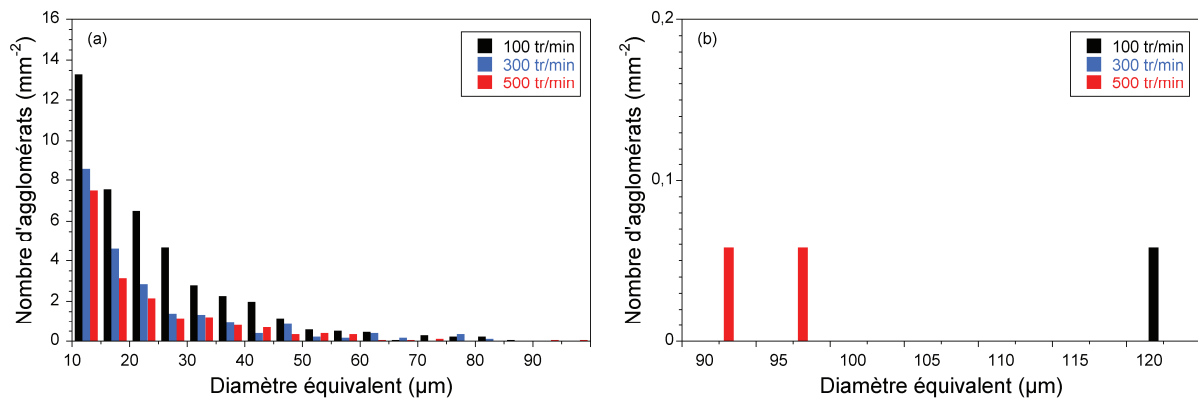 (a)
100 tr/min
300 tr/min
500 tr/min
Nombre d'agglomérats (mm⁻²)
16
14
12
10
8
6
4
2
0
10 20 30 40 50 60 70 80 90
Diamètre équivalent (µm)
(b)
100 tr/min
300 tr/min
500 tr/min
Nombre d'agglomérats (mm⁻²)
0,2
0,1
0
90 95 100 105 110 115 120
Diamètre équivalent (µm)